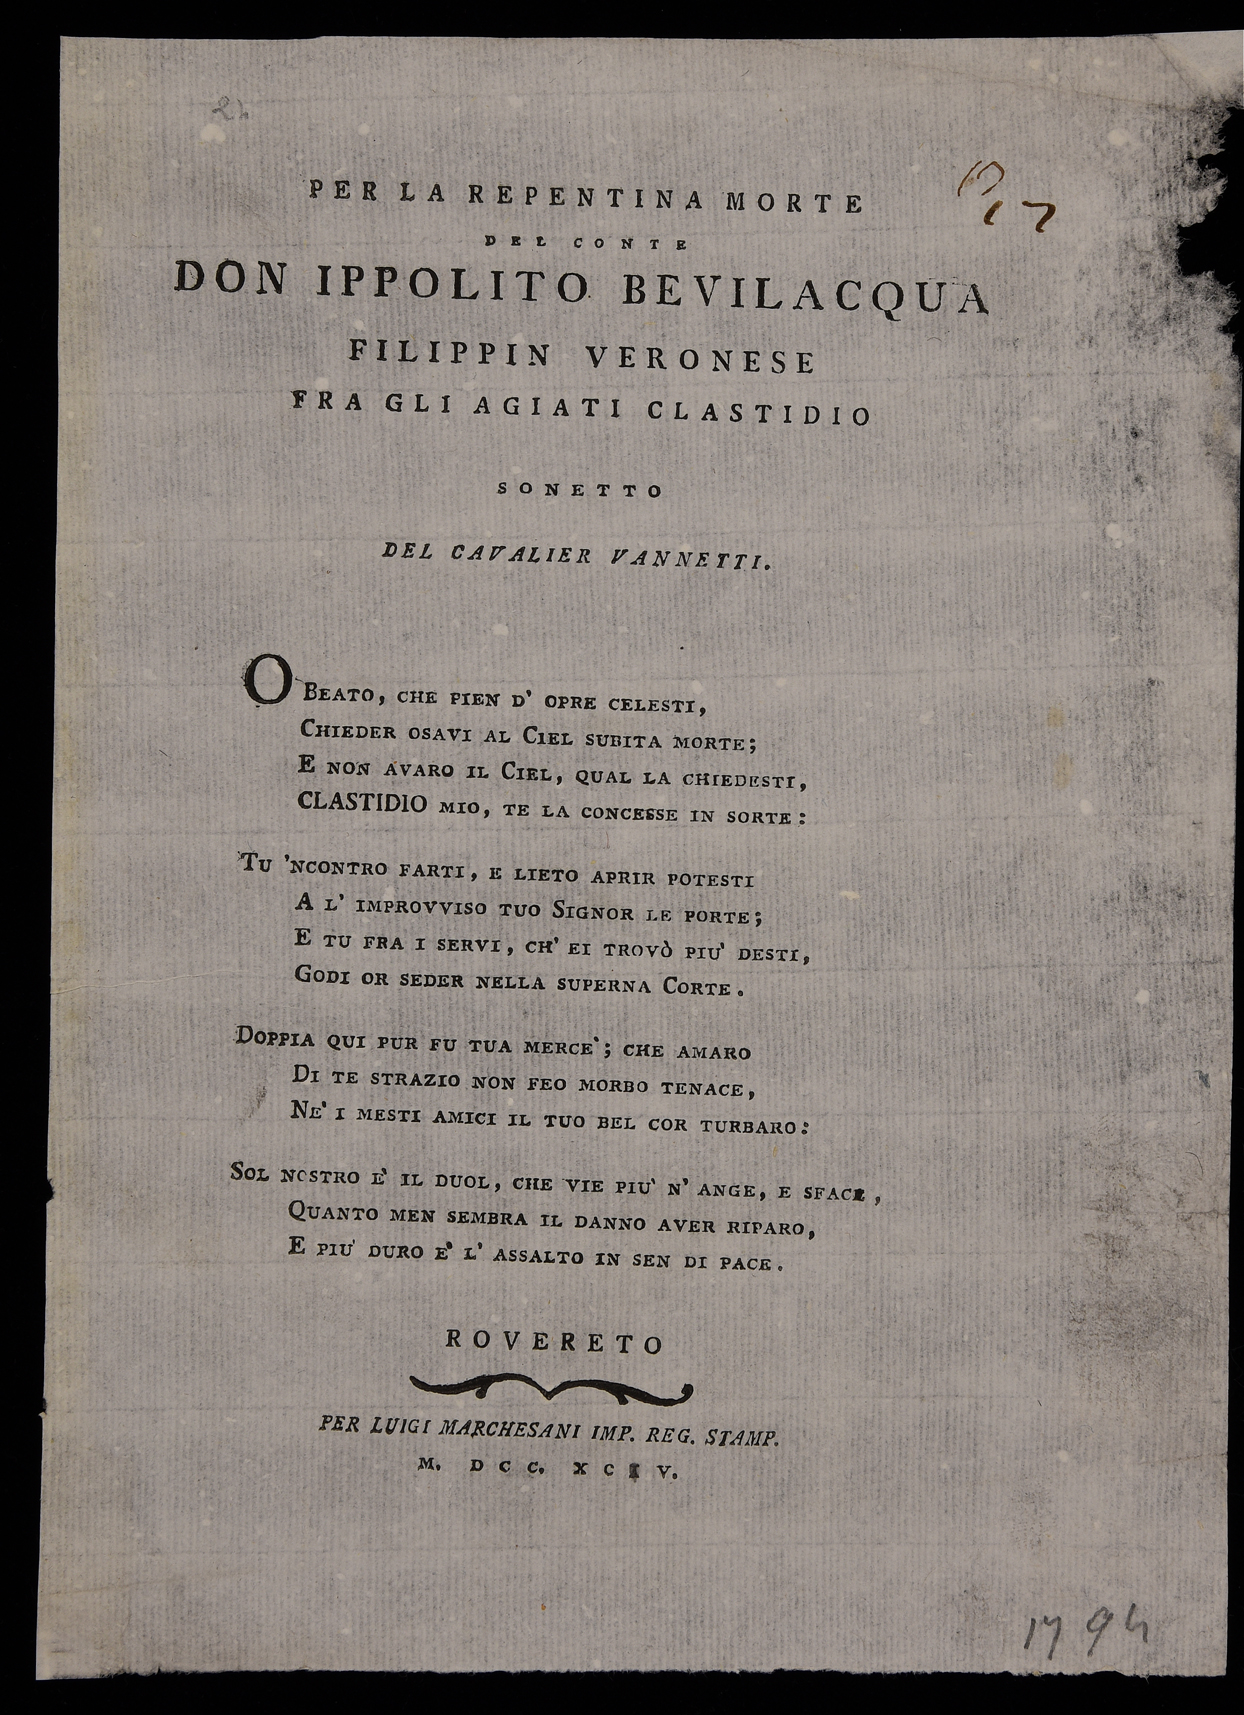 PER LA REPENTINA MORTE
DEL CONTE
DON IPPOLITO BEVILACQUA
FILIPPIN VERONESE
FRA GLI AGIATI CLASTIDIO
SONETTO
DEL CAVALIER VANNETTI.
O BEATO, CHE PIEN D' OPRE CELESTI,
CHIEDER OSAVI AL CIEL SUBITA MORTE;
E NON AVARO IL CIEL, QUAL LA CHIEDESTI,
CLASTIDIO MIO, TE LA CONCESSE IN SORTE:
TU 'NCONTRO FARTI, E LIETO APRIR POTESTI
A L' IMPROVVISO TUO SIGNOR LE PORTE;
E TU FRA I SERVI, CH' EI TROVÒ PIU' DESTI,
GODI OR SEDER NELLA SUPERNA CORTE.
DOPPIA QUI PUR FU TUA MERCE'; CHE AMARO
DI TE STRAZIO NON FEO MORBO TENACE,
NE' I MESTI AMICI IL TUO BEL COR TURBARO:
SOL NOSTRO E' IL DUOL, CHE VIE PIU' N' ANGE, E SFACE,
QUANTO MEN SEMBRA IL DANNO AVER RIPARO,
E PIU' DURO E' L' ASSALTO IN SEN DI PACE.
ROVERETO
PER LUIGI MARCHESANI IMP. REG. STAMP.
M. DCC. XCIV.
1794